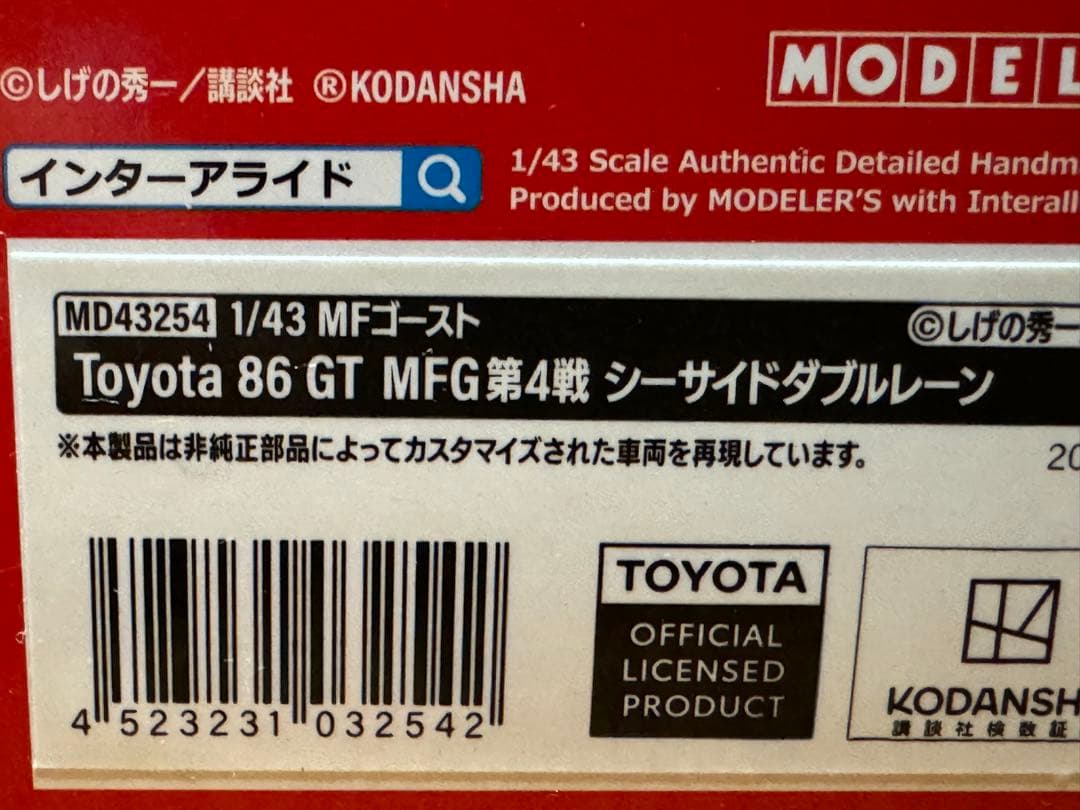 ©しげの秀一／講談社 ®KODANSHA
MODEL
インターアライド
1/43 Scale Authentic Detailed Handm
Produced by MODELER'S with Interall
MD43254 1/43 MFゴースト
©しげの秀一
Toyota 86 GT MFG第4戦 シーサイドダブルレーン
※本製品は非純正部品によってカスタマイズされた車両を再現しています。
20
4 523231 032542
TOYOTA
OFFICIAL
LICENSED
PRODUCT
KODANSH
講談社検数証